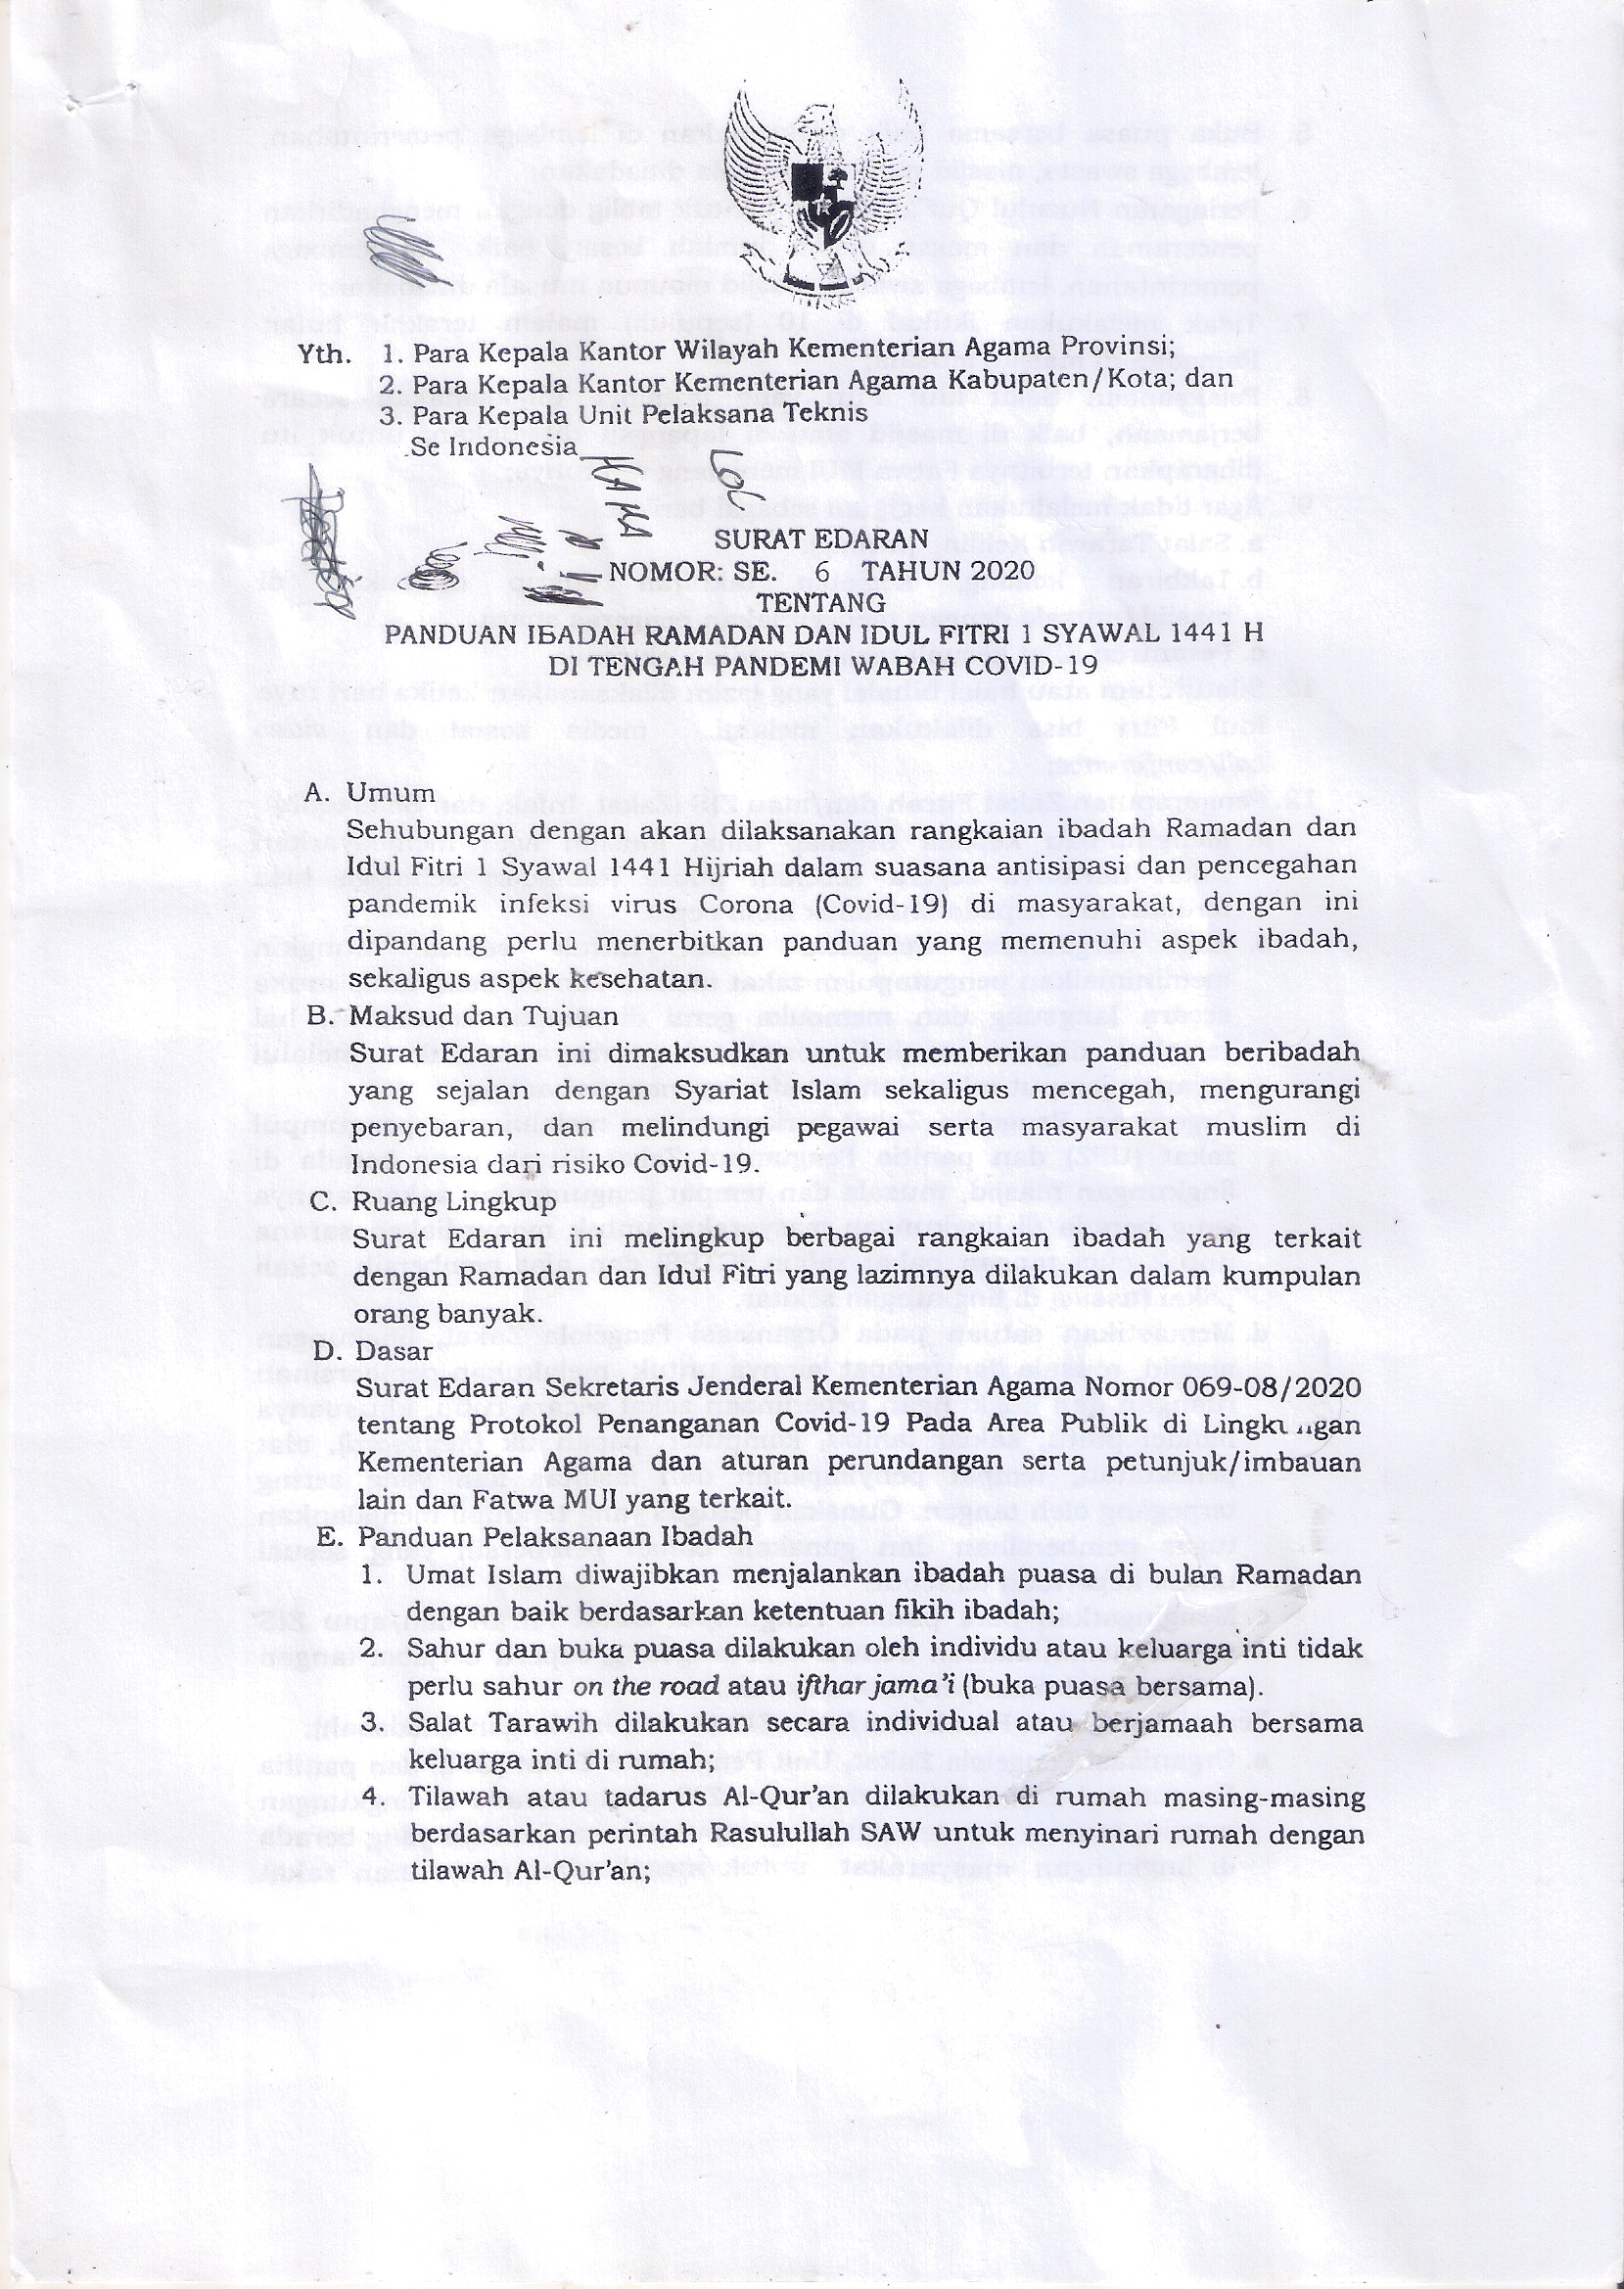 Yth. 1. Para Kepala Kantor Wilayah Kementerian Agama Provinsi;
2. Para Kepala Kantor Kementerian Agama Kabupaten/Kota; dan
3. Para Kepala Unit Pelaksana Teknis
Se Indonesia
SURAT EDARAN
NOMOR: SE. 6 TAHUN 2020
TENTANG
PANDUAN IBADAH RAMADAN DAN IDUL FITRI 1 SYAWAL 1441 H
DI TENGAH PANDEMI WABAH COVID-19
A. Umum
Sehubungan dengan akan dilaksanakan rangkaian ibadah Ramadan dan
Idul Fitri 1 Syawal 1441 Hijriah dalam suasana antisipasi dan pencegahan
pandemik infeksi virus Corona (Covid-19) di masyarakat, dengan ini
dipandang perlu menerbitkan panduan yang memenuhi aspek ibadah,
sekaligus aspek kesehatan.
B. Maksud dan Tujuan
Surat Edaran ini dimaksudkan untuk memberikan panduan beribadah
yang sejalan dengan Syariat Islam sekaligus mencegah, mengurangi
penyebaran, dan melindungi pegawai serta masyarakat muslim di
Indonesia dari risiko Covid-19.
C. Ruang Lingkup
Surat Edaran ini melingkup berbagai rangkaian ibadah yang terkait
dengan Ramadan dan Idul Fitri yang lazimnya dilakukan dalam kumpulan
orang banyak.
D. Dasar
Surat Edaran Sekretaris Jenderal Kementerian Agama Nomor 069-08/2020
tentang Protokol Penanganan Covid-19 Pada Area Publik di Lingkungan
Kementerian Agama dan aturan perundangan serta petunjuk/imbauan
lain dan Fatwa MUI yang terkait.
E. Panduan Pelaksanaan Ibadah
1. Umat Islam diwajibkan menjalankan ibadah puasa di bulan Ramadan
dengan baik berdasarkan ketentuan fikih ibadah;
2. Sahur dan buka puasa dilakukan oleh individu atau keluarga inti tidak
perlu sahur on the road atau ifthar jama'i (buka puasa bersama).
3. Salat Tarawih dilakukan secara individual atau berjamaah bersama
keluarga inti di rumah;
4. Tilawah atau tadarus Al-Qur'an dilakukan di rumah masing-masing
berdasarkan perintah Rasulullah SAW untuk menyinari rumah dengan
tilawah Al-Qur'an;